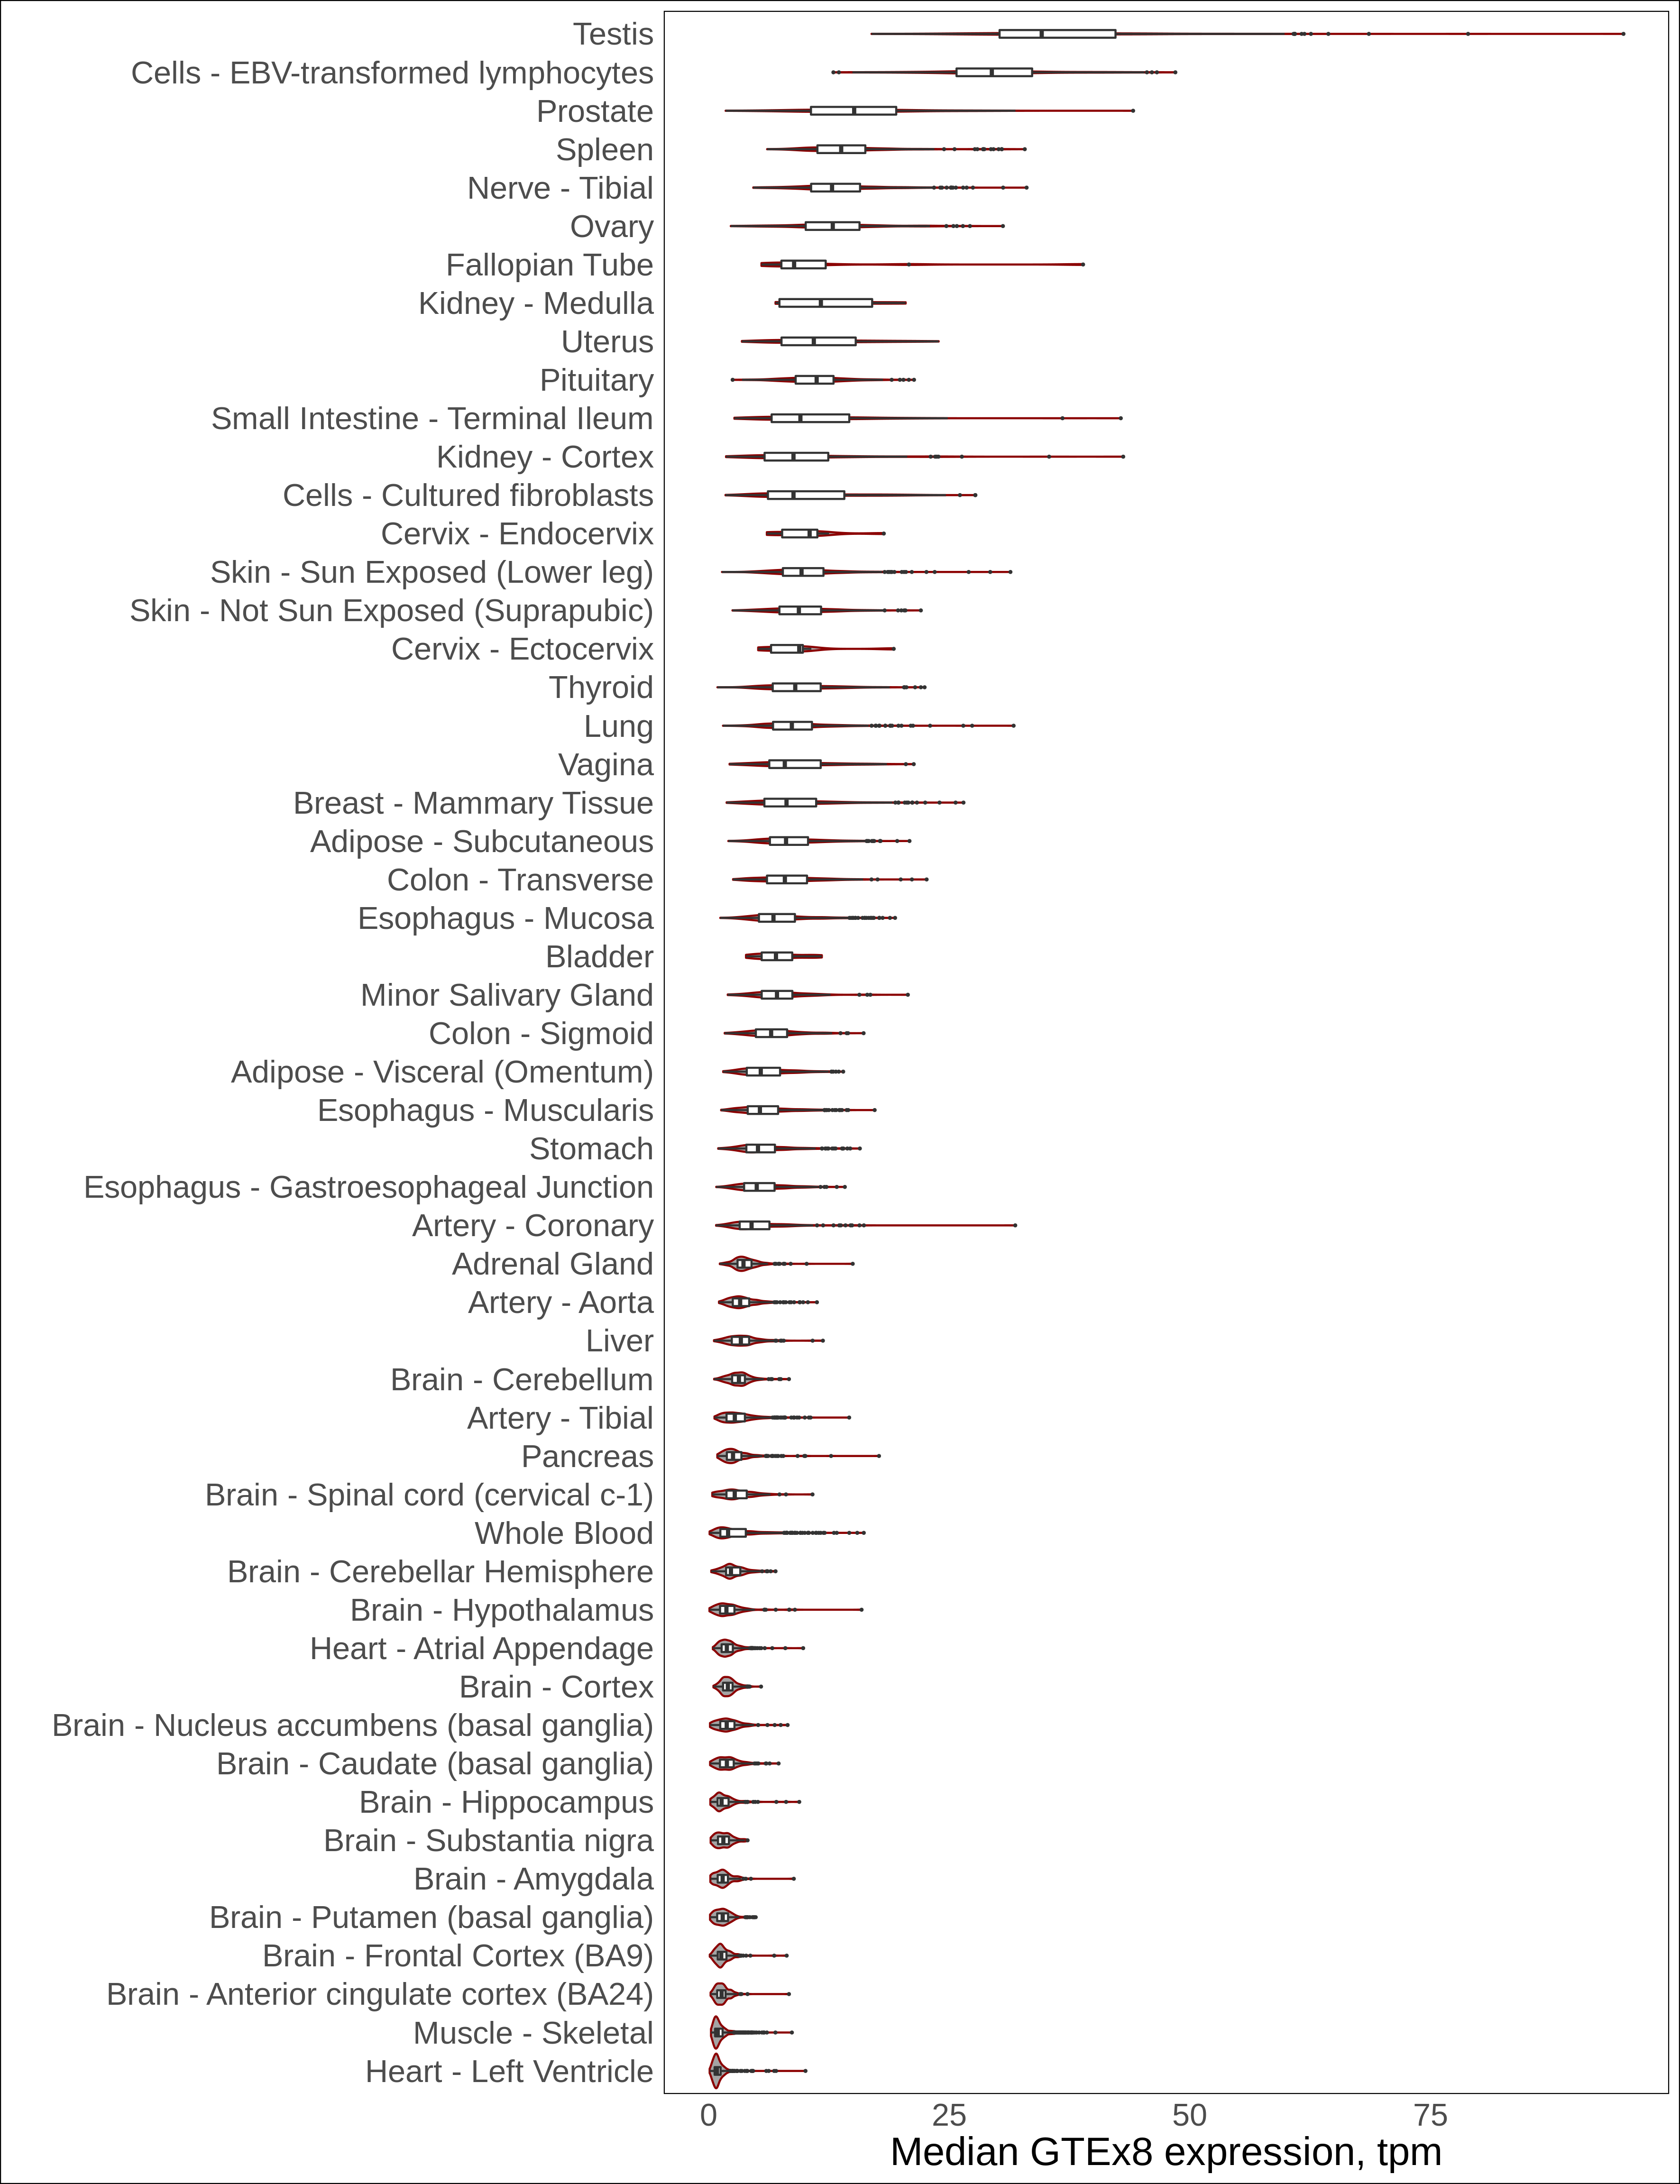 Testis
Cells - EBV-transformed lymphocytes
Prostate
Spleen
Nerve - Tibial
Ovary
Fallopian Tube
Kidney - Medulla
Uterus
Pituitary
Small Intestine - Terminal Ileum
Kidney - Cortex
Cells - Cultured fibroblasts
Cervix - Endocervix
Skin - Sun Exposed (Lower leg)
Skin - Not Sun Exposed (Suprapubic)
Cervix - Ectocervix
Thyroid
Lung
Vagina
Breast - Mammary Tissue
Adipose - Subcutaneous
Colon - Transverse
Esophagus - Mucosa
Bladder
Minor Salivary Gland
Colon - Sigmoid
Adipose - Visceral (Omentum)
Esophagus - Muscularis
Stomach
Esophagus - Gastroesophageal Junction
Artery - Coronary
Adrenal Gland
Artery - Aorta
Liver
Brain - Cerebellum
Artery - Tibial
Pancreas
Brain - Spinal cord (cervical c-1)
Whole Blood
Brain - Cerebellar Hemisphere
Brain - Hypothalamus
Heart - Atrial Appendage
Brain - Cortex
Brain - Nucleus accumbens (basal ganglia)
Brain - Caudate (basal ganglia)
Brain - Hippocampus
Brain - Substantia nigra
Brain - Amygdala
Brain - Putamen (basal ganglia)
Brain - Frontal Cortex (BA9)
Brain - Anterior cingulate cortex (BA24)
Muscle - Skeletal
Heart - Left Ventricle
0 25 50 75
Median GTEx8 expression, tpm